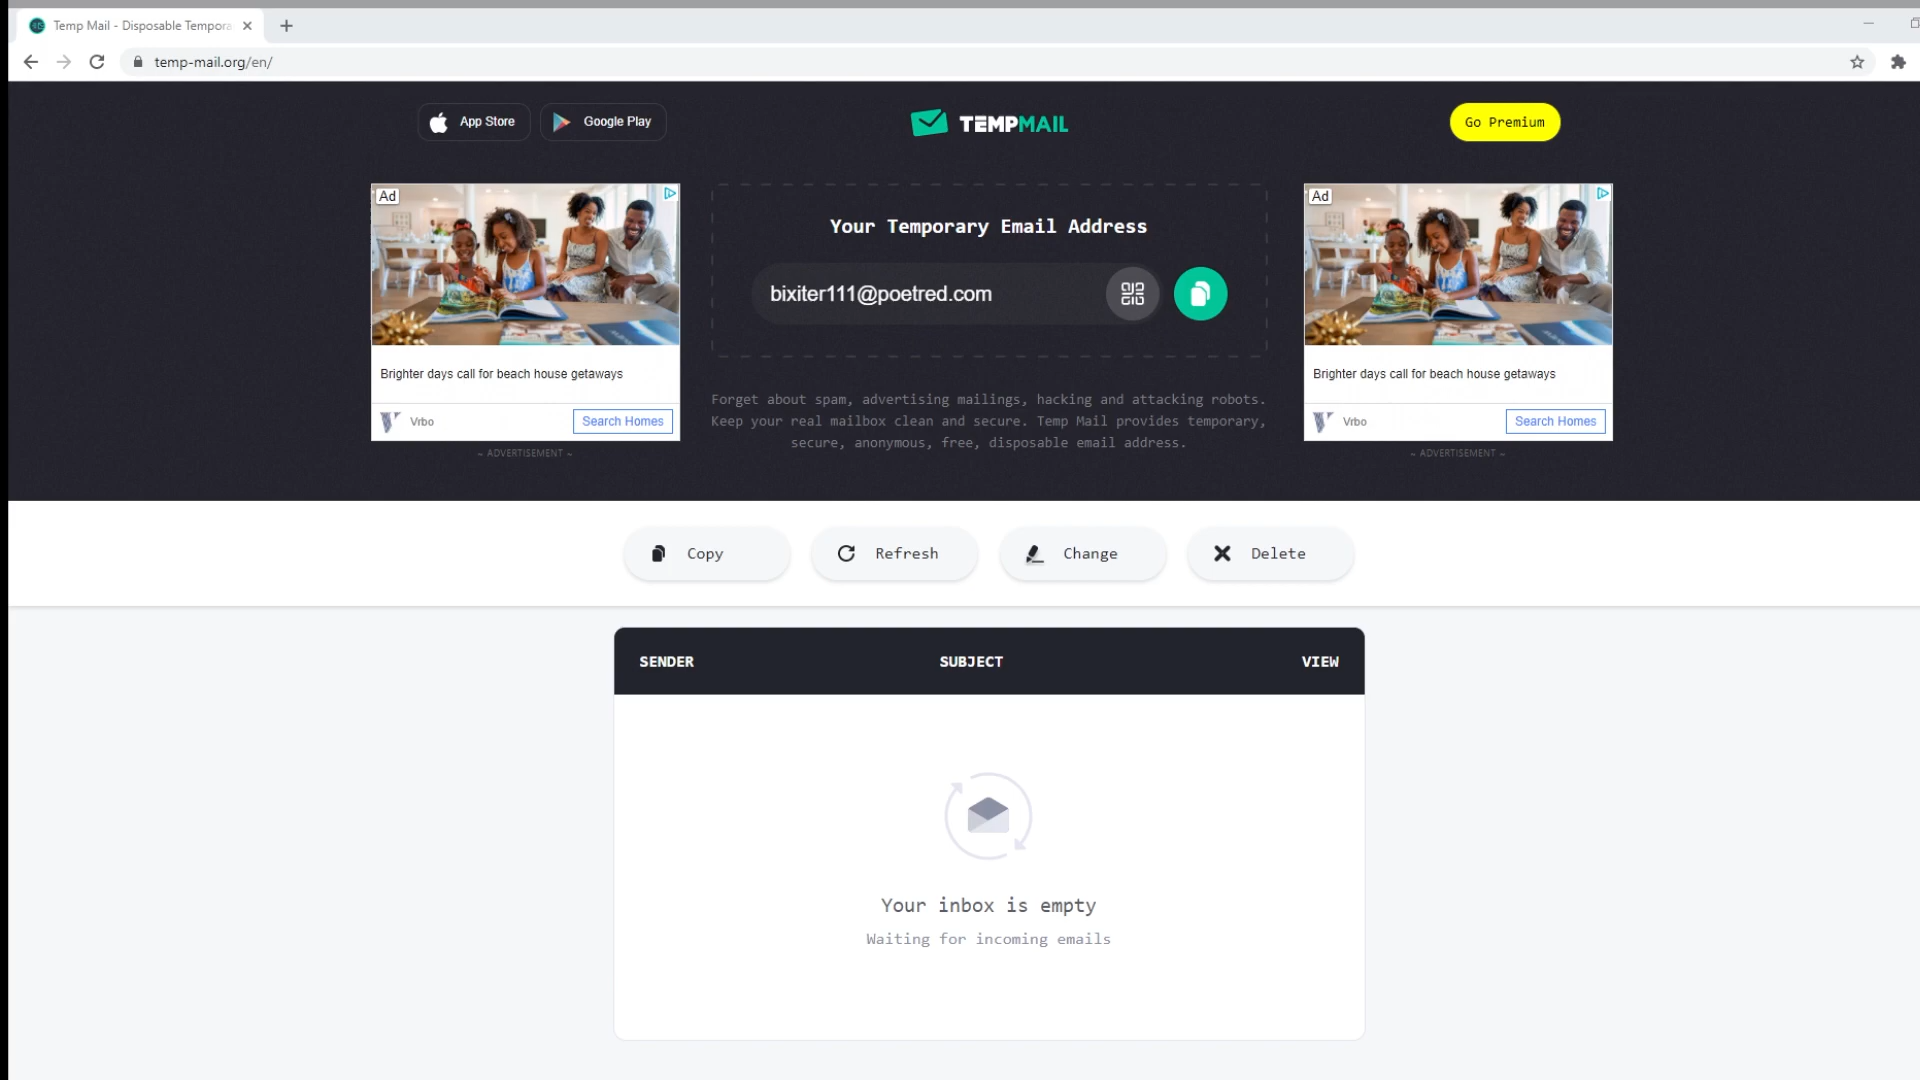 Temp Mail - Disposable Tempora
temp-mail.org/en/
App Store
Google Play
TEMPMAIL
Go Premium
Ad
Brighter days call for beach house getaways
Vrbo
Search Homes
~ ADVERTISEMENT ~
Your Temporary Email Address
bixiter111@poetred.com
Forget about spam, advertising mailings, hacking and attacking robots.
Keep your real mailbox clean and secure. Temp Mail provides temporary,
secure, anonymous, free, disposable email address.
Ad
Brighter days call for beach house getaways
Vrbo
Search Homes
~ ADVERTISEMENT ~
Copy
Refresh
Change
Delete
SENDER
SUBJECT
VIEW
Your inbox is empty
Waiting for incoming emails